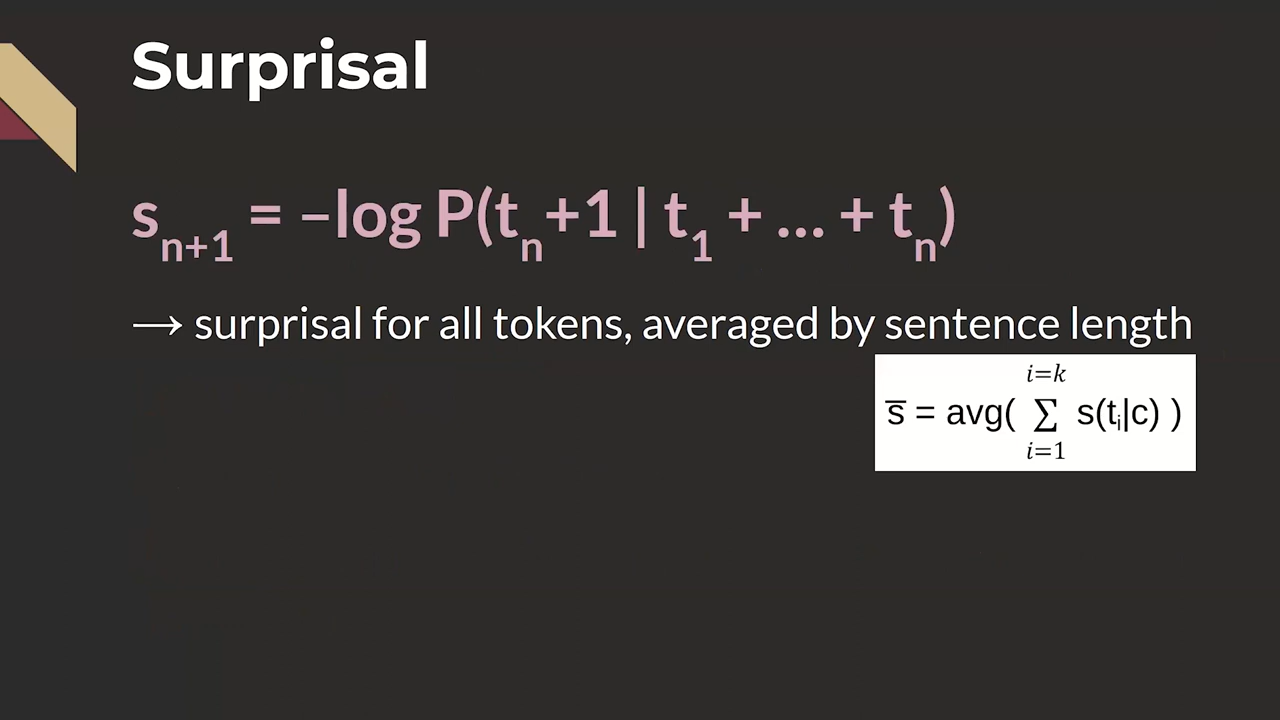 Surprisal
sₙ₊₁ = –log P(tₙ+1 | t₁ + ... + tₙ)
→ surprisal for all tokens, averaged by sentence length
i=k
s̅ = avg( ∑ s(tᵢ|c) )
i=1